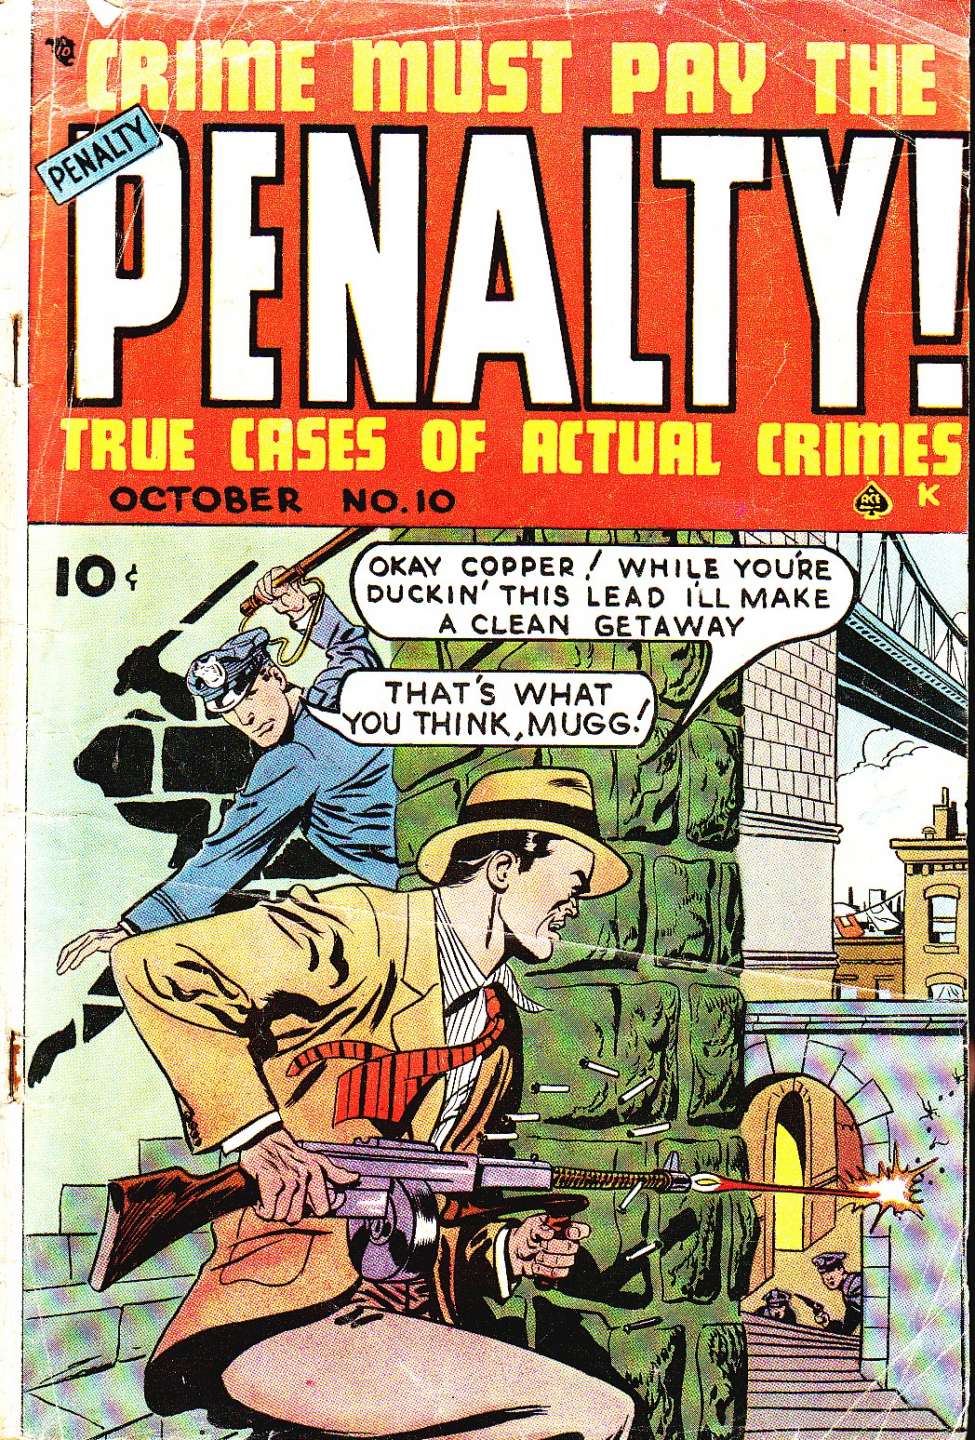 CRIME MUST PAY THE
PENALTY
PENALTY!
TRUE CASES OF ACTUAL CRIMES
OCTOBER NO. 10
ACE
K
10¢
OKAY COPPER! WHILE YOU'RE
DUCKIN' THIS LEAD I'LL MAKE
A CLEAN GETAWAY
THAT'S WHAT
YOU THINK, MUGG!